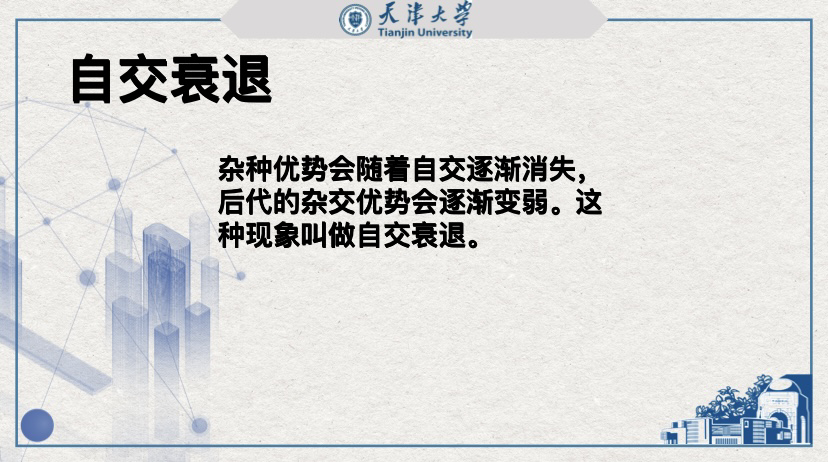 天津大学
Tianjin University
自交衰退
杂种优势会随着自交逐渐消失，
后代的杂交优势会逐渐变弱。这
种现象叫做自交衰退。